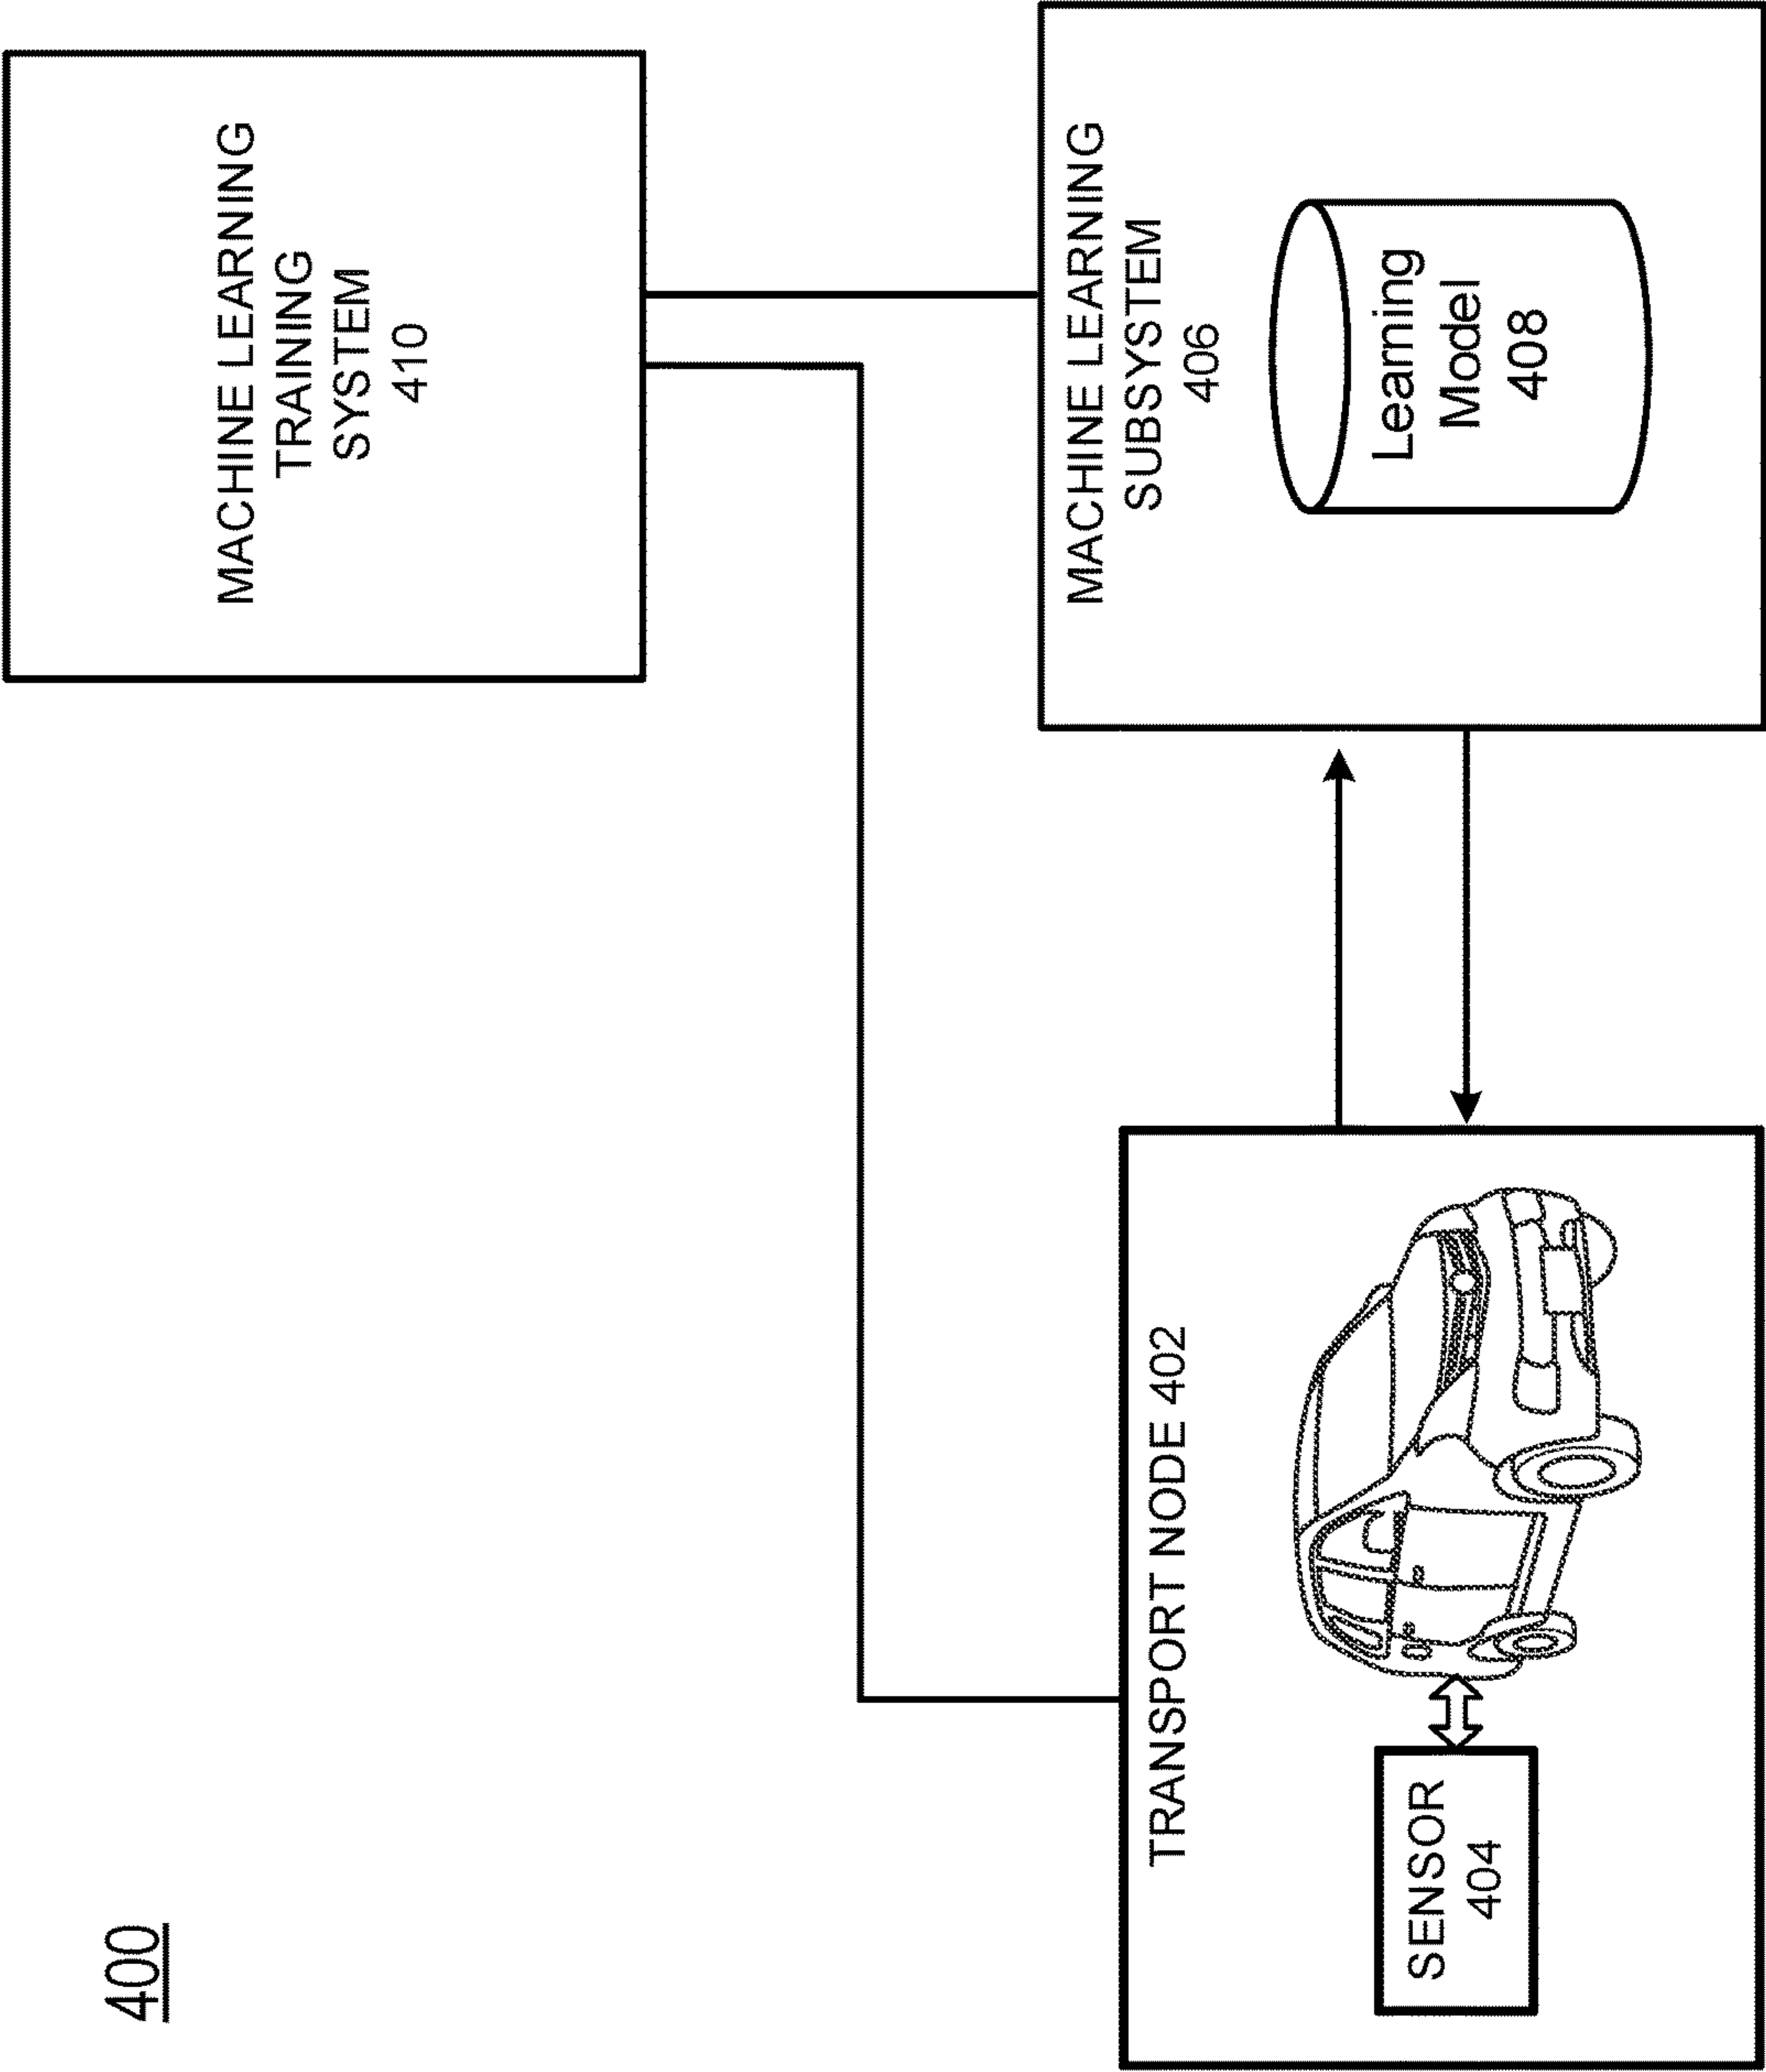 400
MACHINE LEARNING
TRAINING
SYSTEM
410
TRANSPORT NODE 402
SENSOR
404
MACHINE LEARNING
SUBSYSTEM
406
Learning
Model
408